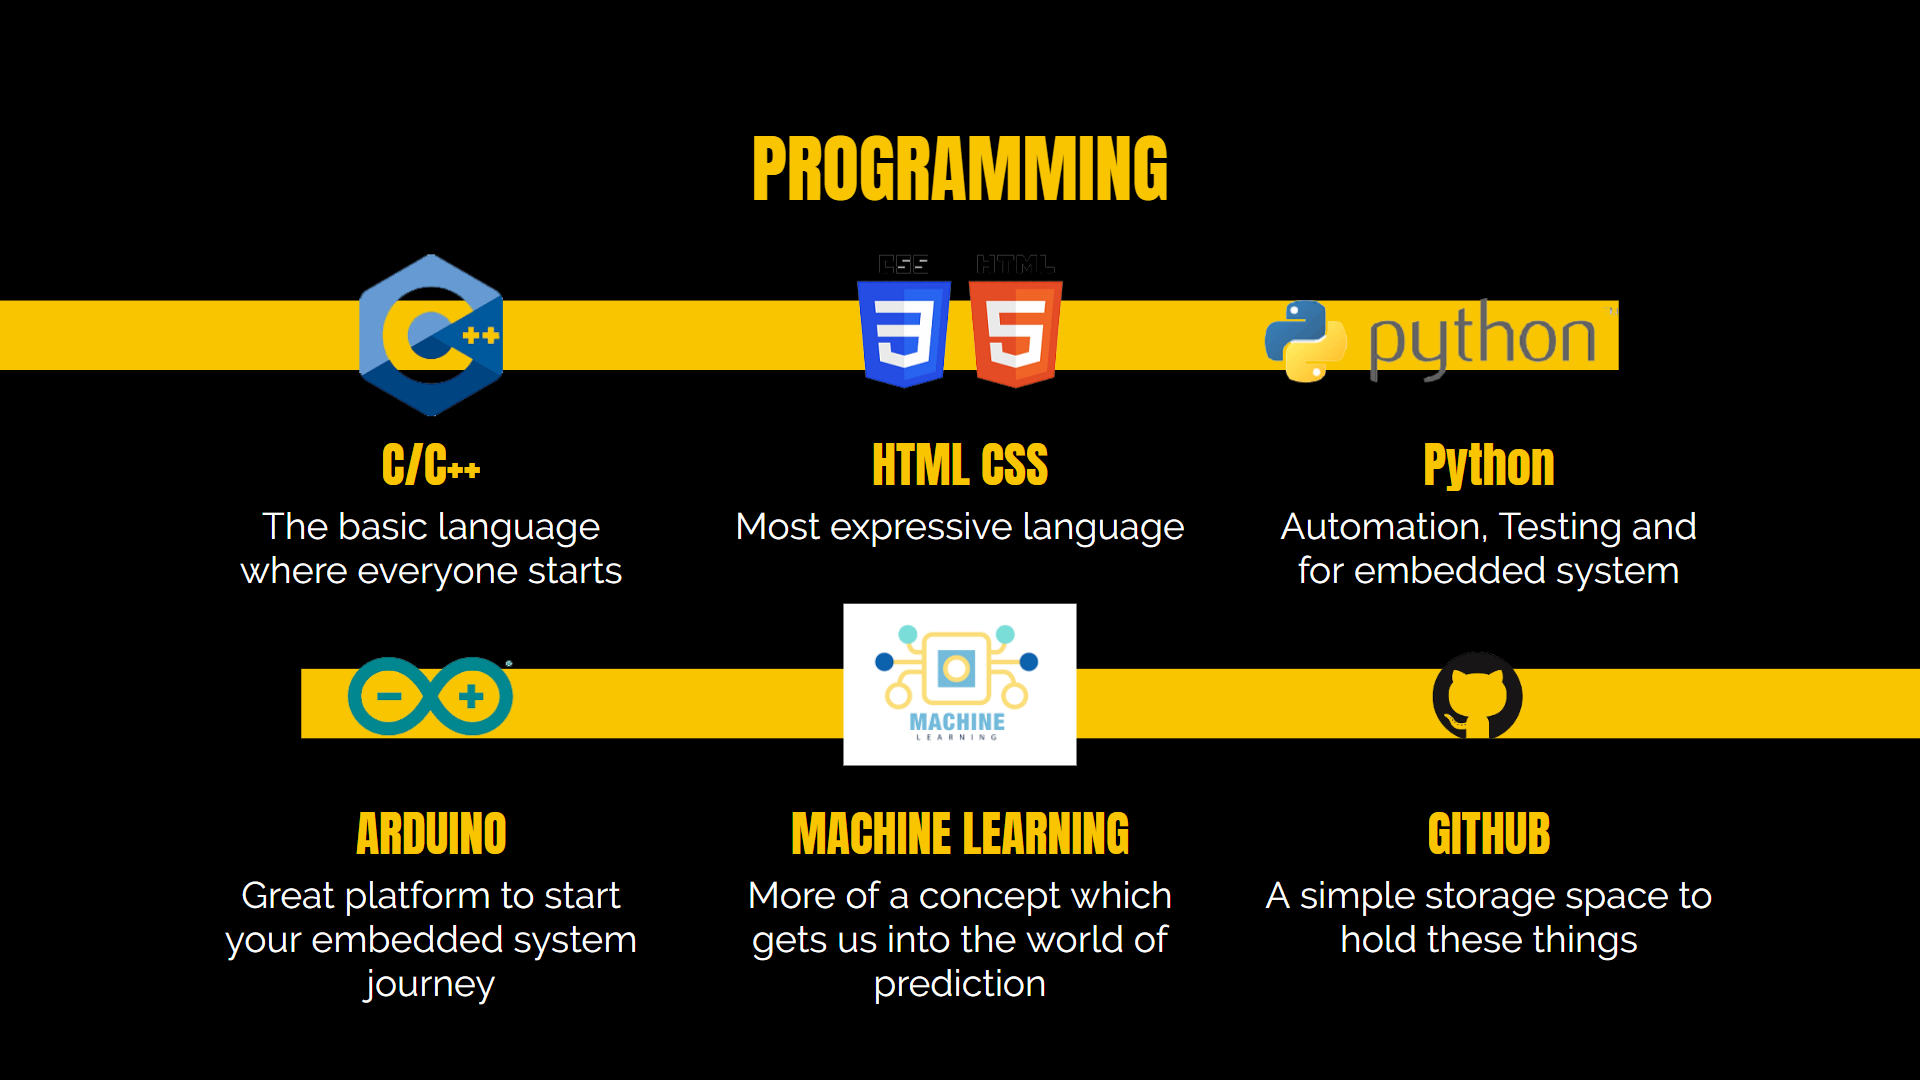 PROGRAMMING
CSS HTML
3 5
C++
python
C/C++
The basic language
where everyone starts
HTML CSS
Most expressive language
Python
Automation, Testing and
for embedded system
MACHINE
LEARNING
ARDUINO
Great platform to start
your embedded system
journey
MACHINE LEARNING
More of a concept which
gets us into the world of
prediction
GITHUB
A simple storage space to
hold these things